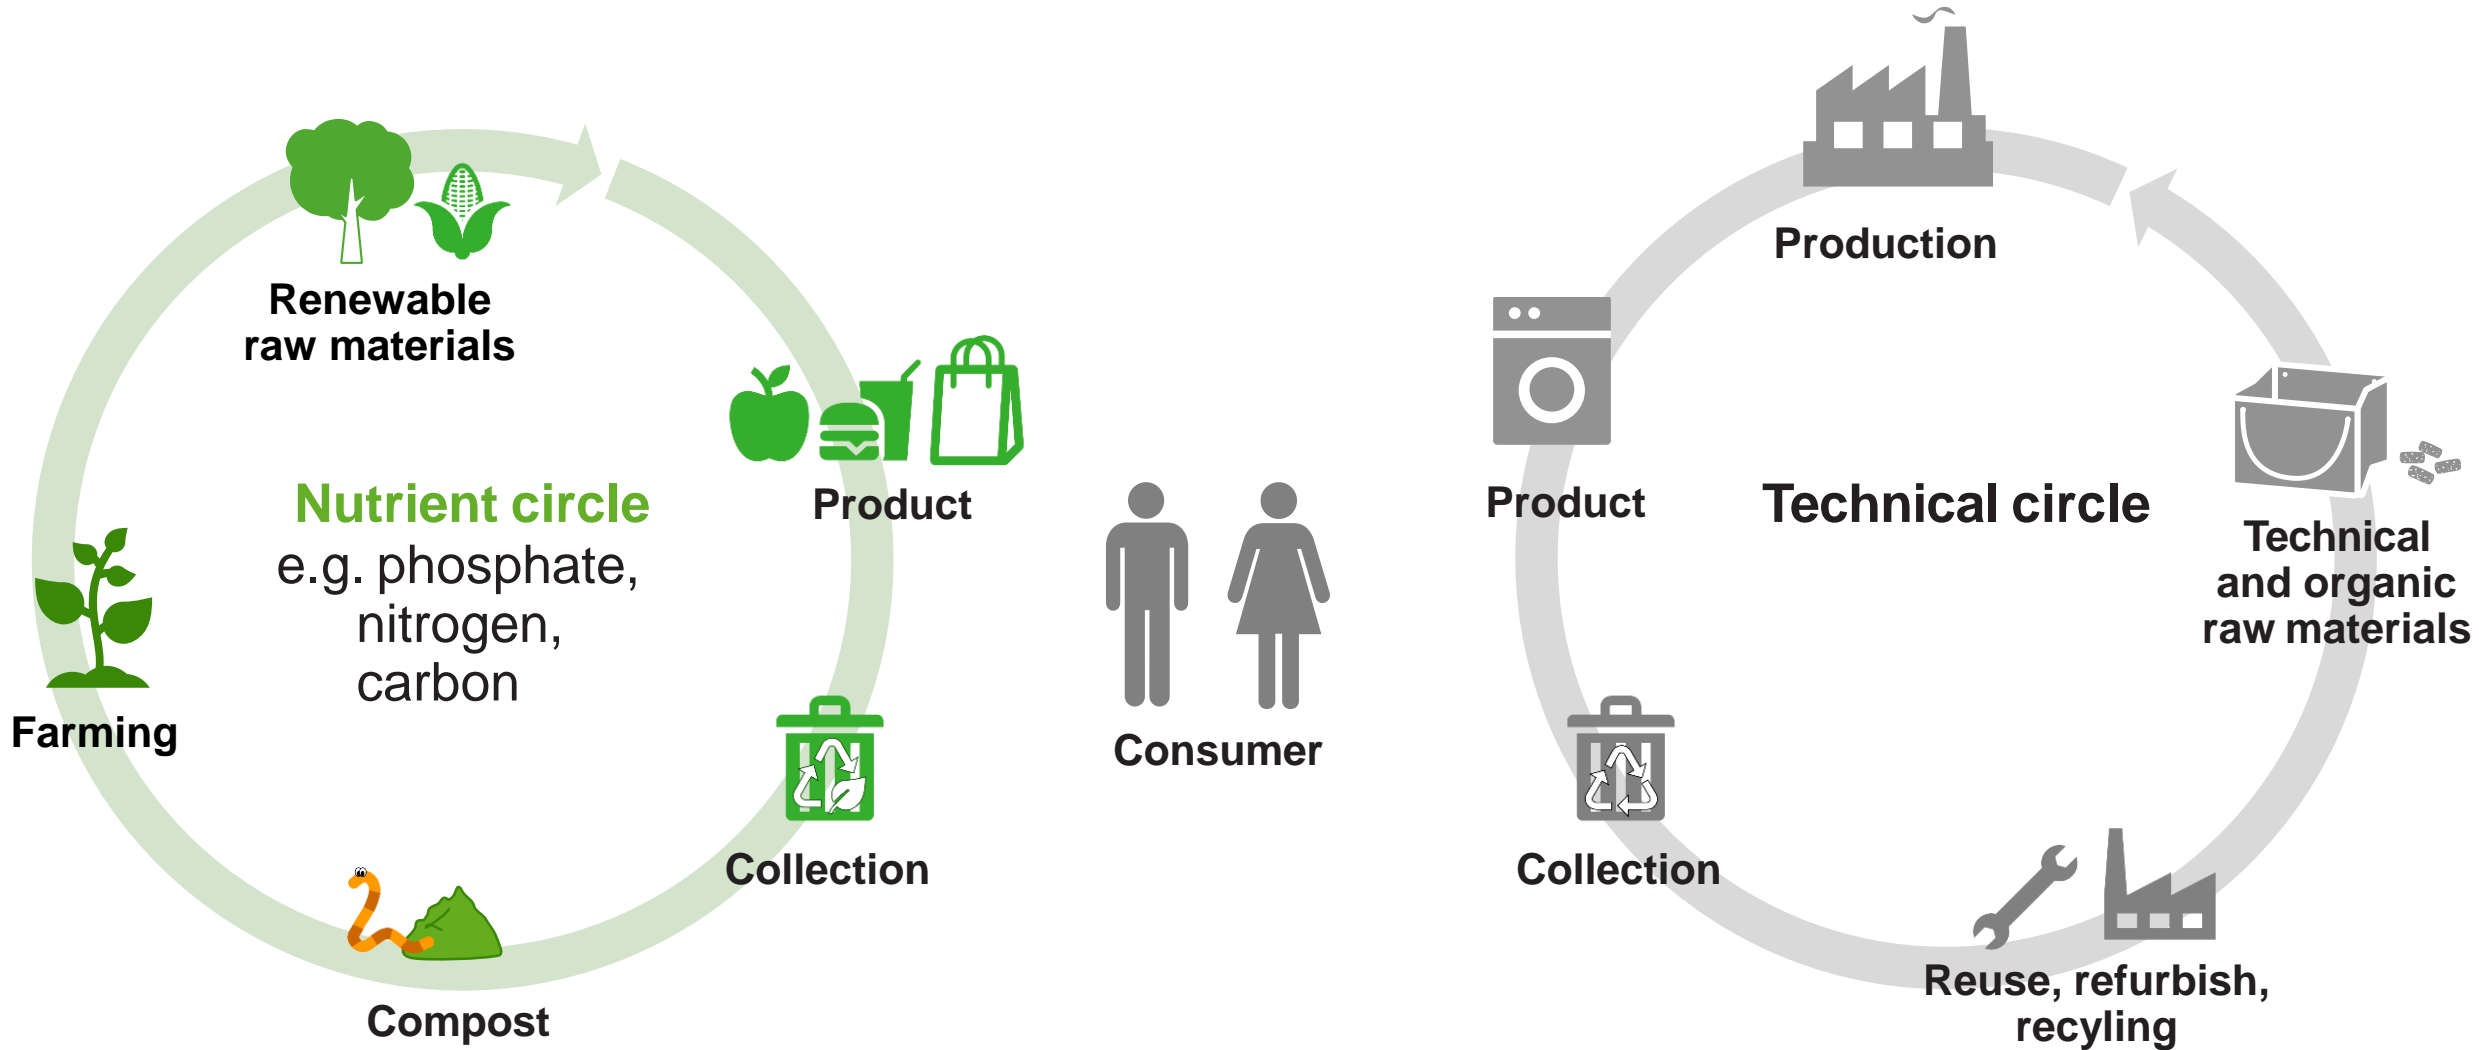 Renewable
raw materials
Nutrient circle
e.g. phosphate,
nitrogen,
carbon
Product
Farming
Collection
Compost
Consumer
Production
Product
Technical circle
Technical
and organic
raw materials
Collection
Reuse, refurbish,
recyling